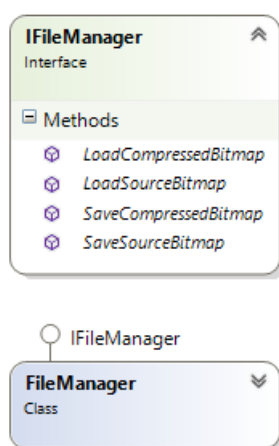 IFileManager
Interface
Methods
LoadCompressedBitmap
LoadSourceBitmap
SaveCompressedBitmap
SaveSourceBitmap
IFileManager
FileManager
Class